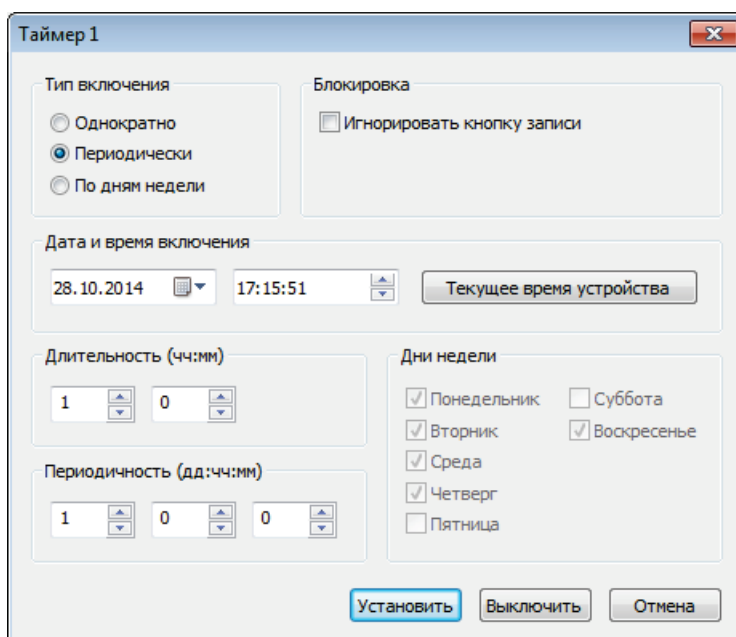 Таймер 1
Тип включения
Однократно
Периодически
По дням недели
Блокировка
Игнорировать кнопку записи
Дата и время включения
28.10.2014 17:15:51 Текущее время устройства
Длительность (чч:мм)
1 0
Периодичность (дд:чч:мм)
1 0 0
Дни недели
Понедельник Суббота
Вторник Воскресенье
Среда
Четверг
Пятница
Установить Выключить Отмена